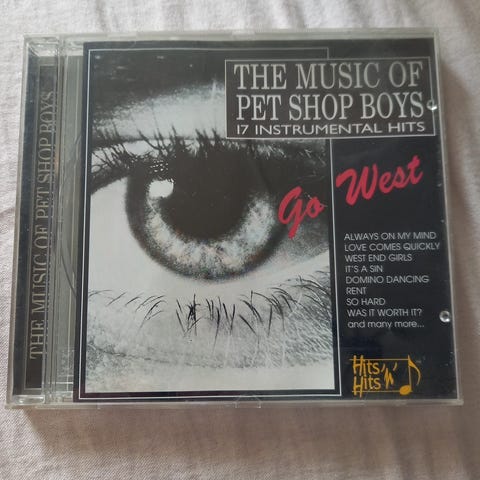 THE MUSIC OF PET SHOP BOYS
THE MUSIC OF
PET SHOP BOYS
17 INSTRUMENTAL HITS
Go West
ALWAYS ON MY MIND
LOVE COMES QUICKLY
WEST END GIRLS
IT'S A SIN
DOMINO DANCING
RENT
SO HARD
WAS IT WORTH IT?
and many more...
Hits 'n'
Hits